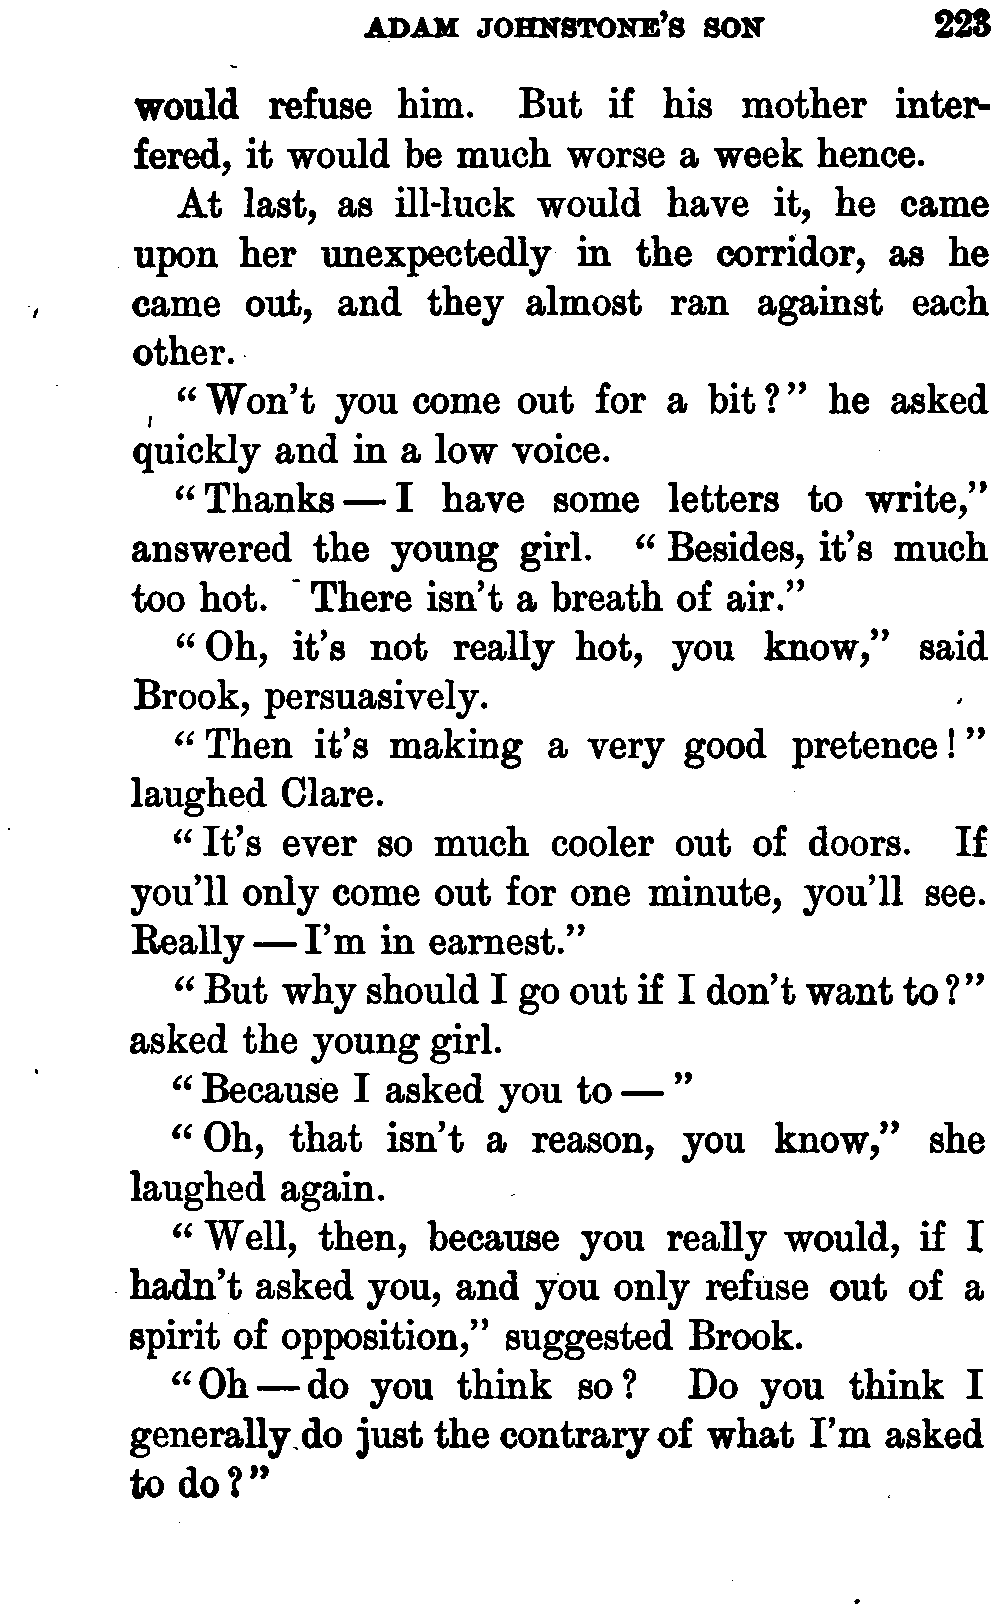 ADAM JOHNSTONE'S SON 223
would refuse him. But if his mother inter-
fered, it would be much worse a week hence.
At last, as ill-luck would have it, he came
upon her unexpectedly in the corridor, as he
came out, and they almost ran against each
other.
"Won't you come out for a bit?" he asked
quickly and in a low voice.
"Thanks — I have some letters to write,"
answered the young girl. "Besides, it's much
too hot. There isn't a breath of air."
"Oh, it's not really hot, you know," said
Brook, persuasively.
"Then it's making a very good pretence!"
laughed Clare.
"It's ever so much cooler out of doors. If
you'll only come out for one minute, you'll see.
Really — I'm in earnest."
"But why should I go out if I don't want to?"
asked the young girl.
"Because I asked you to — "
"Oh, that isn't a reason, you know," she
laughed again.
"Well, then, because you really would, if I
hadn't asked you, and you only refuse out of a
spirit of opposition," suggested Brook.
"Oh — do you think so? Do you think I
generally do just the contrary of what I'm asked
to do?"